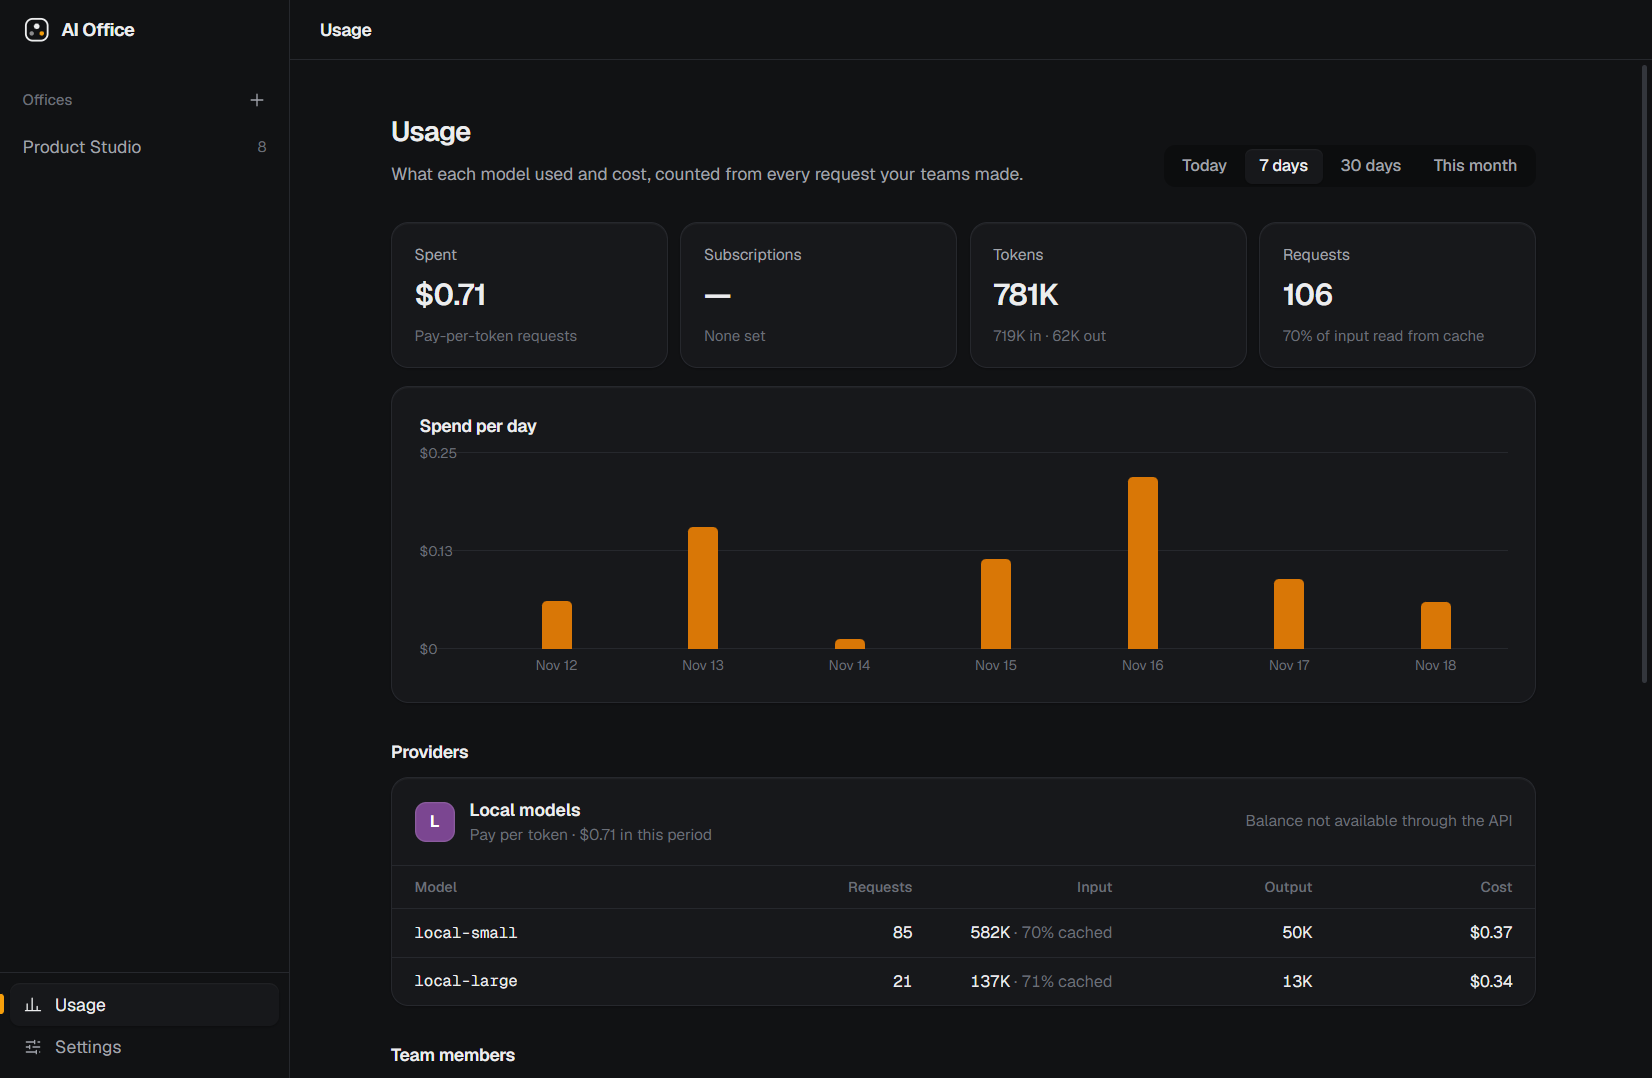 AI Office
Usage
Offices
Product Studio 8
Usage
What each model used and cost, counted from every request your teams made.
Today 7 days 30 days This month
Spent
$0.71
Pay-per-token requests
Subscriptions
—
None set
Tokens
781K
719K in · 62K out
Requests
106
70% of input read from cache
Spend per day
$0.25
$0.13
$0
Nov 12 Nov 13 Nov 14 Nov 15 Nov 16 Nov 17 Nov 18
Providers
L
Local models
Pay per token · $0.71 in this period
Balance not available through the API
Model Requests Input Output Cost
local-small 85 582K · 70% cached 50K $0.37
local-large 21 137K · 71% cached 13K $0.34
Team members
Usage
Settings